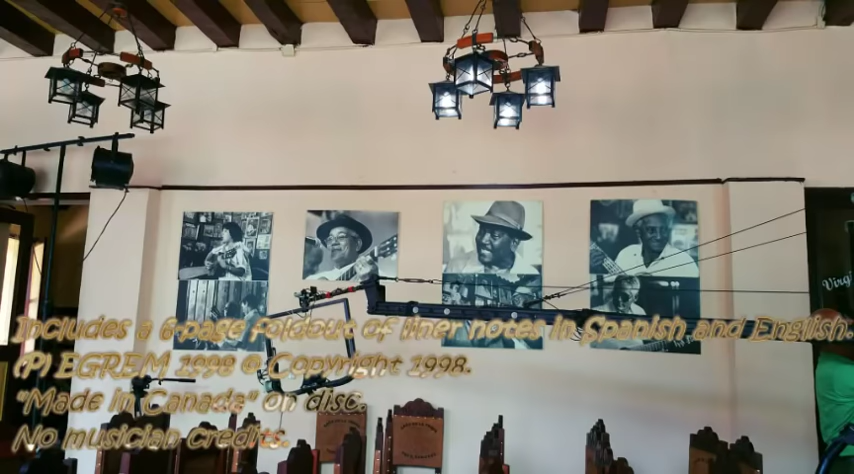 Includes a 6-page foldout of liner notes in Spanish and English.
(P) EGREM 1998 © Copyright 1998.
"Made in Canada" on disc.
No musician credits.